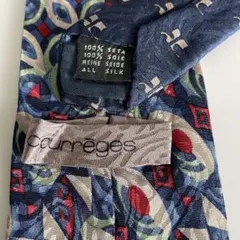 100% SETA
100% SOIE
REINE SEIDE
ALL SILK
courrèges